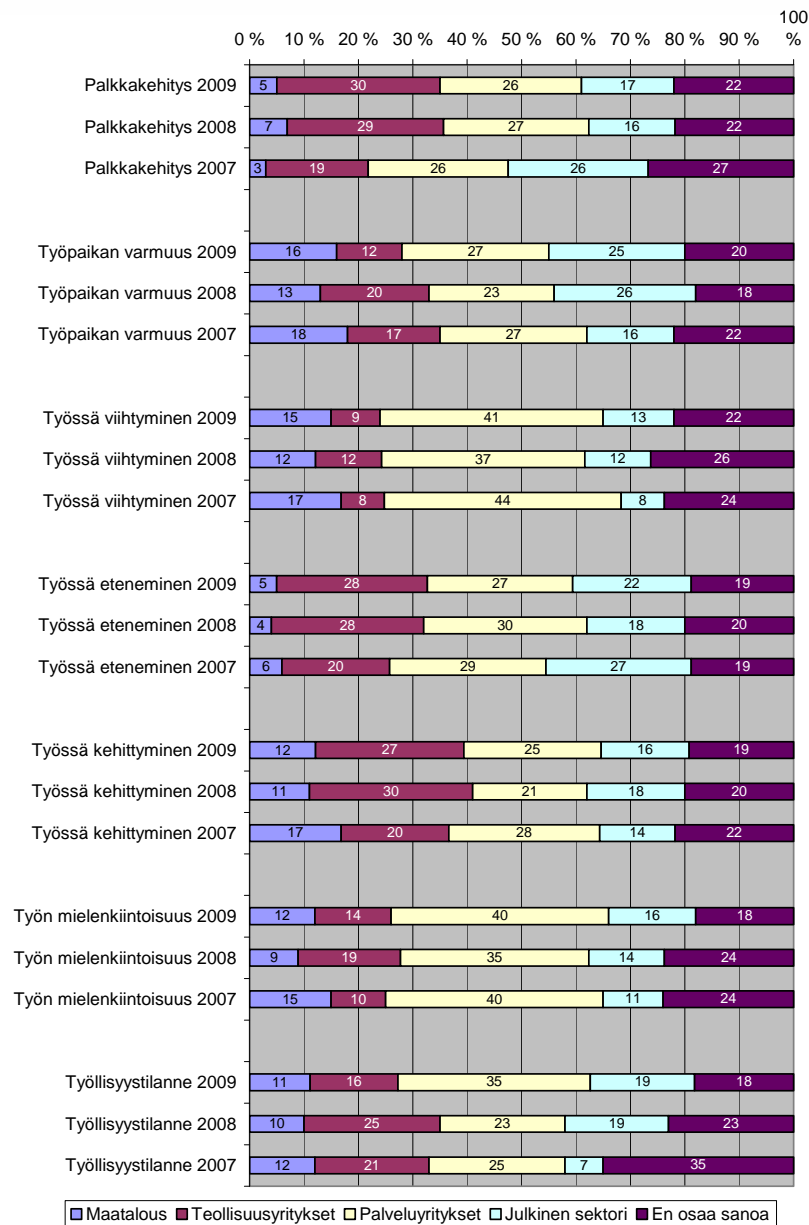 100
0 % 10 % 20 % 30 % 40 % 50 % 60 % 70 % 80 % 90 % %
Palkkakehitys 2009 5 30 26 17 22
Palkkakehitys 2008 7 29 27 16 22
Palkkakehitys 2007 3 19 26 26 27
Työpaikan varmuus 2009 16 12 27 25 20
Työpaikan varmuus 2008 13 20 23 26 18
Työpaikan varmuus 2007 18 17 27 16 22
Työssä viihtyminen 2009 15 9 41 13 22
Työssä viihtyminen 2008 12 12 37 12 26
Työssä viihtyminen 2007 17 8 44 8 24
Työssä eteneminen 2009 5 28 27 22 19
Työssä eteneminen 2008 4 28 30 18 20
Työssä eteneminen 2007 6 20 29 27 19
Työssä kehittyminen 2009 12 27 25 16 19
Työssä kehittyminen 2008 11 30 21 18 20
Työssä kehittyminen 2007 17 20 28 14 22
Työn mielenkiintoisuus 2009 12 14 40 16 18
Työn mielenkiintoisuus 2008 9 19 35 14 24
Työn mielenkiintoisuus 2007 15 10 40 11 24
Työllisyystilanne 2009 11 16 35 19 18
Työllisyystilanne 2008 10 25 23 19 23
Työllisyystilanne 2007 12 21 25 7 35
Maatalous Teollisuusyritykset Palveluyritykset Julkinen sektori En osaa sanoa